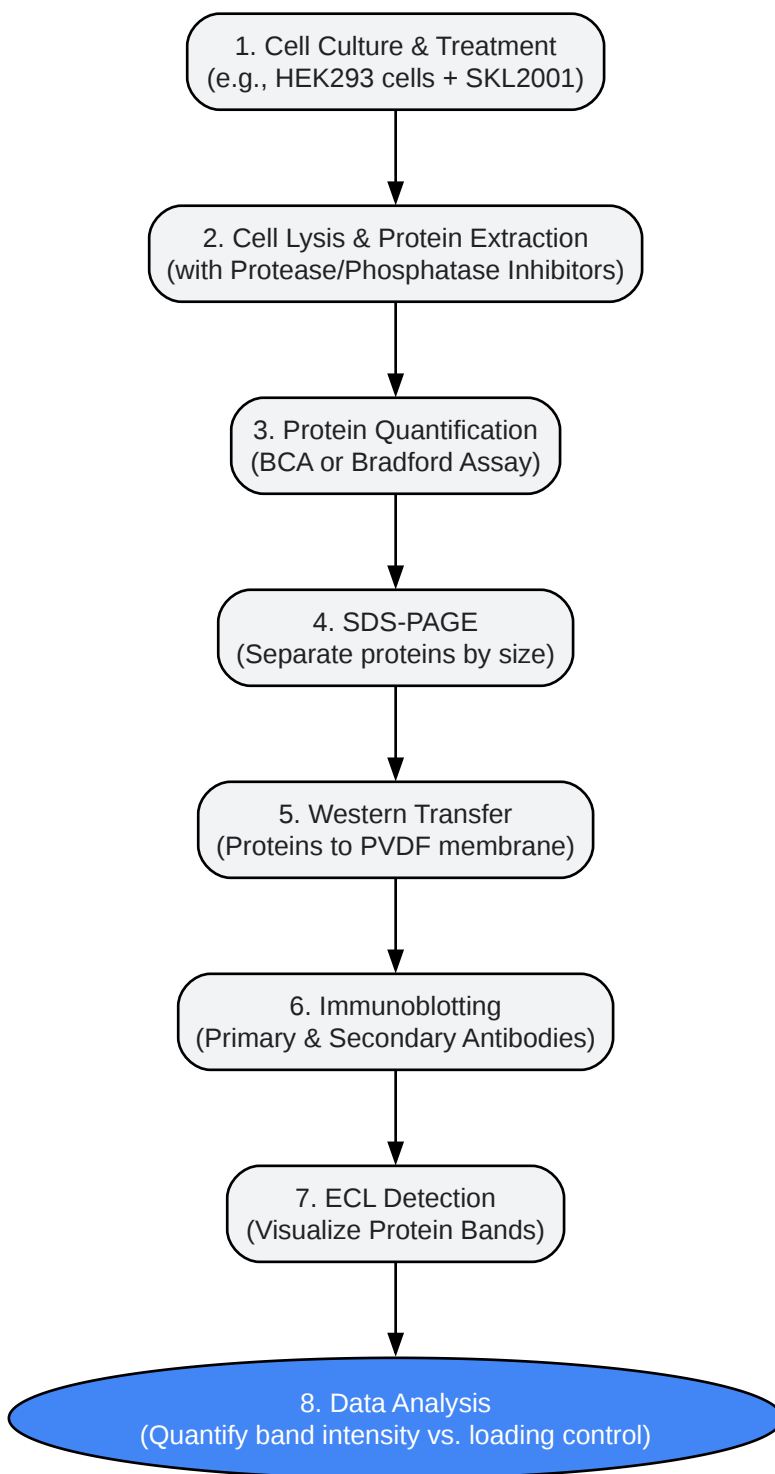 1. Cell Culture & Treatment
(e.g., HEK293 cells + SKL2001)
2. Cell Lysis & Protein Extraction
(with Protease/Phosphatase Inhibitors)
3. Protein Quantification
(BCA or Bradford Assay)
4. SDS-PAGE
(Separate proteins by size)
5. Western Transfer
(Proteins to PVDF membrane)
6. Immunoblotting
(Primary & Secondary Antibodies)
7. ECL Detection
(Visualize Protein Bands)
8. Data Analysis
(Quantify band intensity vs. loading control)